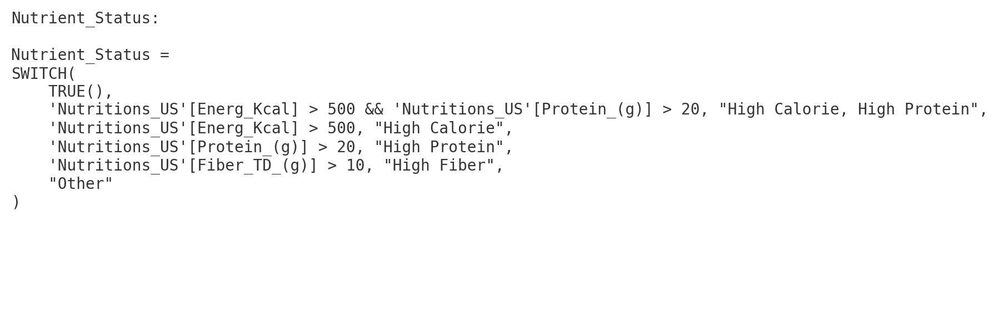 Nutrient_Status:

Nutrient_Status =
SWITCH(
    TRUE(),
    'Nutritions_US'[Energ_Kcal] > 500 && 'Nutritions_US'[Protein_(g)] > 20, "High Calorie, High Protein",
    'Nutritions_US'[Energ_Kcal] > 500, "High Calorie",
    'Nutritions_US'[Protein_(g)] > 20, "High Protein",
    'Nutritions_US'[Fiber_TD_(g)] > 10, "High Fiber",
    "Other"
)